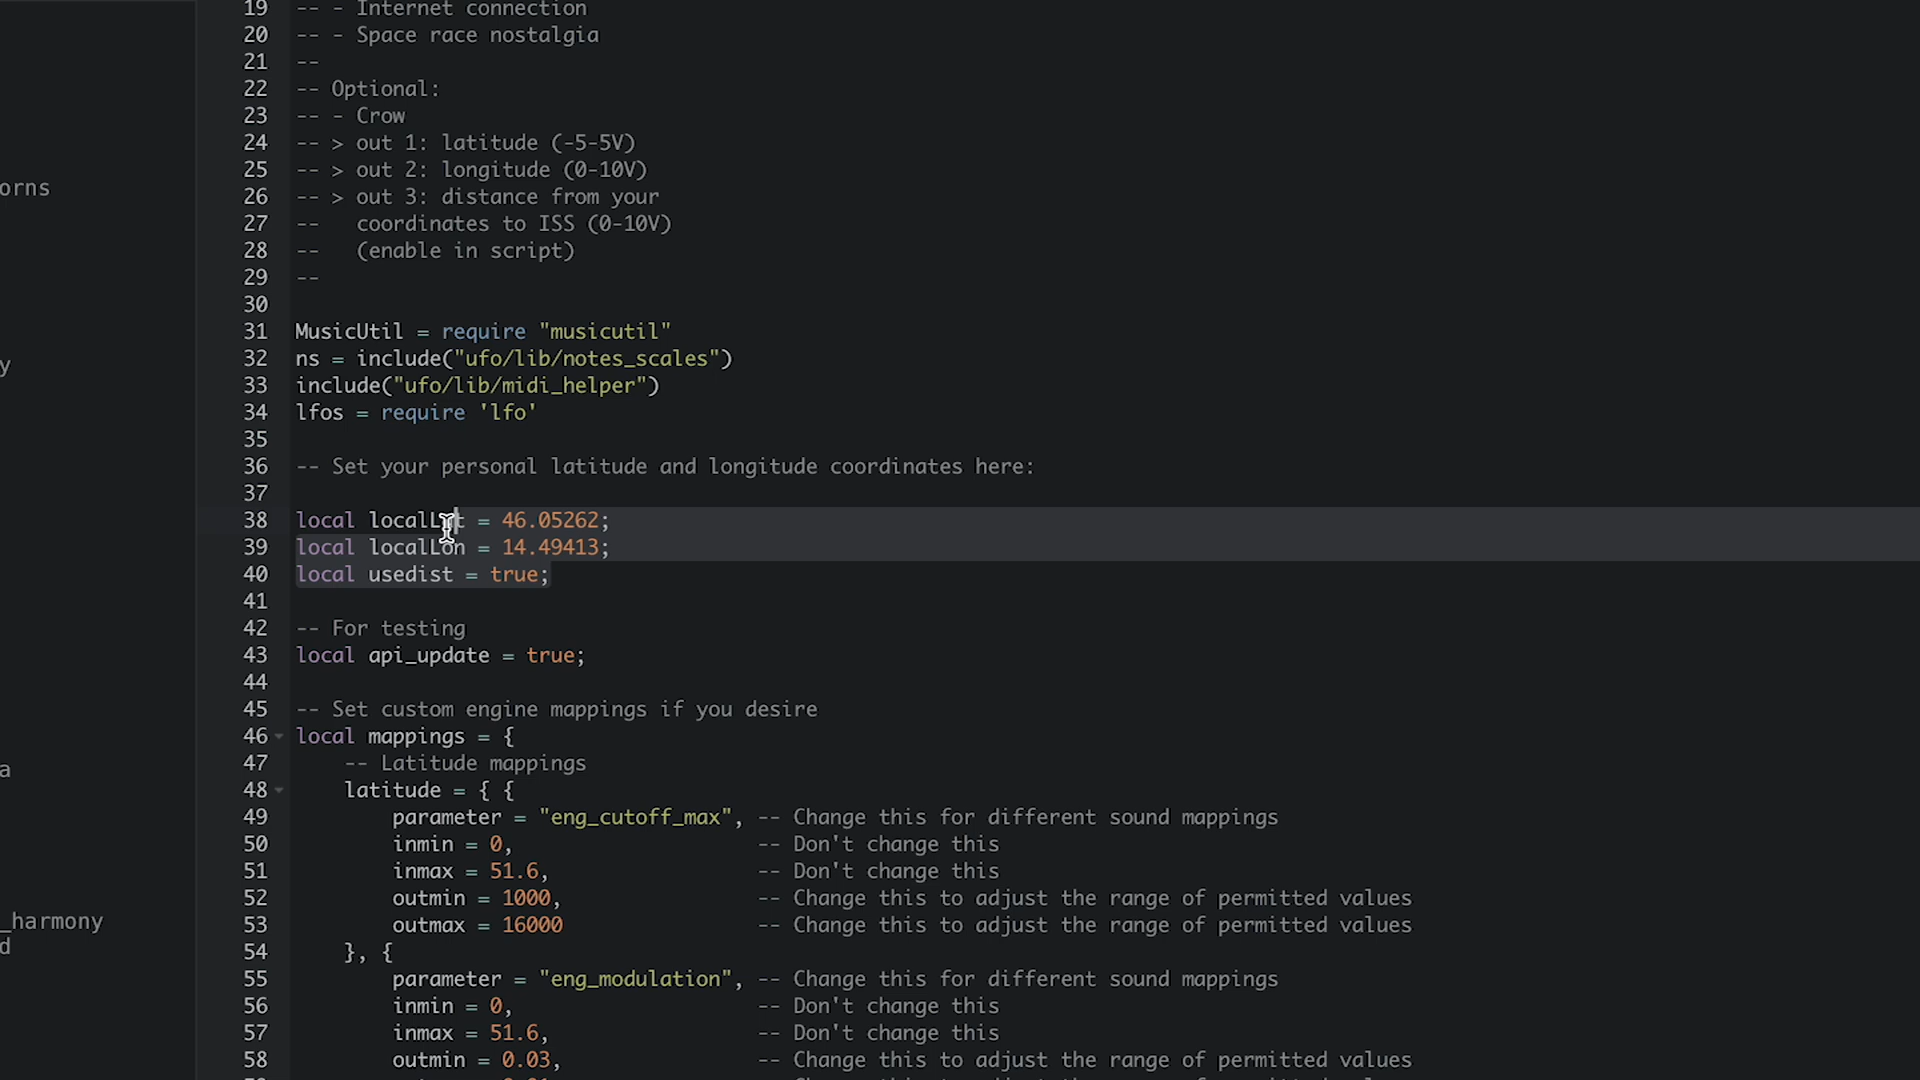 19 -- - Internet connection
20 -- - Space race nostalgia
21 --
22 -- Optional:
23 -- - Crow
24 -- > out 1: latitude (-5-5V)
25 -- > out 2: longitude (0-10V)
orns
26 -- > out 3: distance from your
27 --   coordinates to ISS (0-10V)
28 --   (enable in script)
29 --
30
31 MusicUtil = require "musicutil"
y
32 ns = include("ufo/lib/notes_scales")
33 include("ufo/lib/midi_helper")
34 lfos = require 'lfo'
35
36 -- Set your personal latitude and longitude coordinates here:
37
38 local localLat = 46.05262;
39 local localLon = 14.49413;
40 local usedist = true;
41
42 -- For testing
43 local api_update = true;
44
45 -- Set custom engine mappings if you desire
46 local mappings = {
47     -- Latitude mappings
a
48     latitude = { {
49         parameter = "eng_cutoff_max", -- Change this for different sound mappings
50         inmin = 0,                    -- Don't change this
51         inmax = 51.6,                 -- Don't change this
52         outmin = 1000,                -- Change this to adjust the range of permitted values
_harmony
53         outmax = 16000                -- Change this to adjust the range of permitted values
d
54     }, {
55         parameter = "eng_modulation", -- Change this for different sound mappings
56         inmin = 0,                    -- Don't change this
57         inmax = 51.6,                 -- Don't change this
58         outmin = 0.03,                -- Change this to adjust the range of permitted values